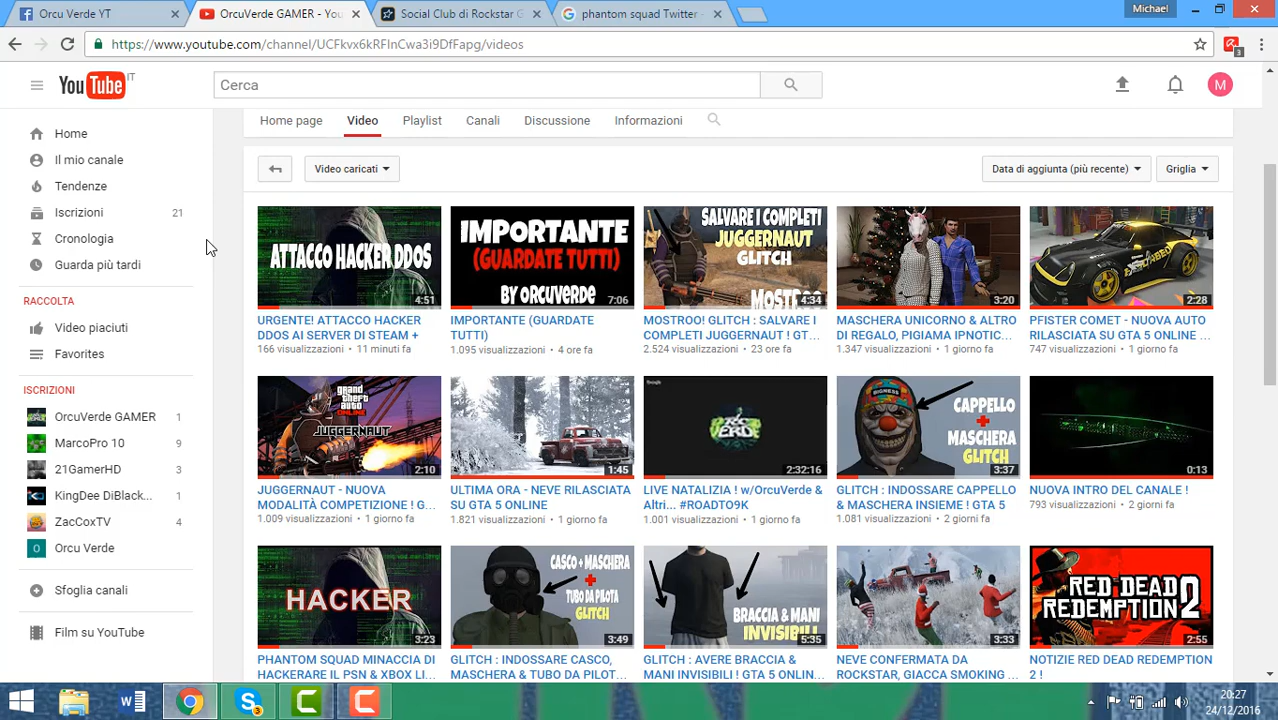 Orcu Verde YT
OrcuVerde GAMER - You
Social Club di Rockstar G
phantom squad Twitter -
Michael
https://www.youtube.com/channel/UCFkvx6kRFInCwa3i9DfFapg/videos
3
YouTube IT
Cerca
M
Home page Video Playlist Canali Discussione Informazioni
Home
Il mio canale
Tendenze
Iscrizioni 21
Cronologia
Guarda più tardi
RACCOLTA
Video piaciuti
Favorites
ISCRIZIONI
OrcuVerde GAMER 1
MarcoPro 10 9
21GamerHD 3
KingDee DiBlack... 1
ZacCoxTV 4
O Orcu Verde
Sfoglia canali
Film su YouTube
Video caricati
Data di aggiunta (più recente)
Griglia
ATTACCO HACKER DDOS
4:51
URGENTE! ATTACCO HACKER
DDOS AI SERVER DI STEAM +
166 visualizzazioni • 11 minuti fa
IMPORTANTE
(GUARDATE TUTTI)
BY ORCUVERDE
7:06
IMPORTANTE (GUARDATE
TUTTI)
1.095 visualizzazioni • 4 ore fa
SALVARE I COMPLETI
JUGGERNAUT
GLITCH
4:34
MOSTROO! GLITCH : SALVARE I
COMPLETI JUGGERNAUT ! GT...
2.524 visualizzazioni • 23 ore fa
3:20
MASCHERA UNICORNO & ALTRO
DI REGALO, PIGIAMA IPNOTIC...
1.347 visualizzazioni • 1 giorno fa
2:28
PFISTER COMET - NUOVA AUTO
RILASCIATA SU GTA 5 ONLINE ...
747 visualizzazioni • 1 giorno fa
grand
theft
auto
ONLINE
JUGGERNAUT
2:10
JUGGERNAUT - NUOVA
MODALITÀ COMPETIZIONE ! G...
1.009 visualizzazioni • 1 giorno fa
1:45
ULTIMA ORA - NEVE RILASCIATA
SU GTA 5 ONLINE
1.821 visualizzazioni • 1 giorno fa
2:32:16
LIVE NATALIZIA ! w/OrcuVerde &
Altri... #ROADTO9K
1.001 visualizzazioni • 1 giorno fa
BIGNESS
CAPPELLO
+
MASCHERA
GLITCH
3:37
GLITCH : INDOSSARE CAPPELLO
& MASCHERA INSIEME ! GTA 5
1.081 visualizzazioni • 2 giorni fa
0:13
NUOVA INTRO DEL CANALE !
793 visualizzazioni • 2 giorni fa
HACKER
3:23
PHANTOM SQUAD MINACCIA DI
HACKERARE IL PSN & XBOX LI...
CASCO + MASCHERA
+
TUBO DA PILOTA
GLITCH
3:49
GLITCH : INDOSSARE CASCO,
MASCHERA & TUBO DA PILOT...
BRACCIA & MANI
INVISIBILI
5:35
GLITCH : AVERE BRACCIA &
MANI INVISIBILI ! GTA 5 ONLIN...
3:33
NEVE CONFERMATA DA
ROCKSTAR, GIACCA SMOKING ...
RED DEAD
REDEMPTION
2
2:55
NOTIZIE RED DEAD REDEMPTION
2 !
20:27
24/12/2016